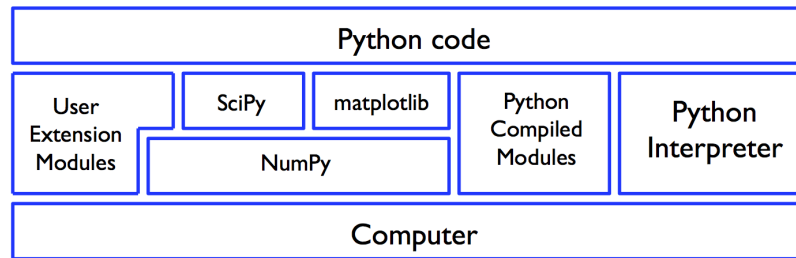 Python code
User
Extension
Modules
SciPy
matplotlib
NumPy
Python
Compiled
Modules
Python
Interpreter
Computer